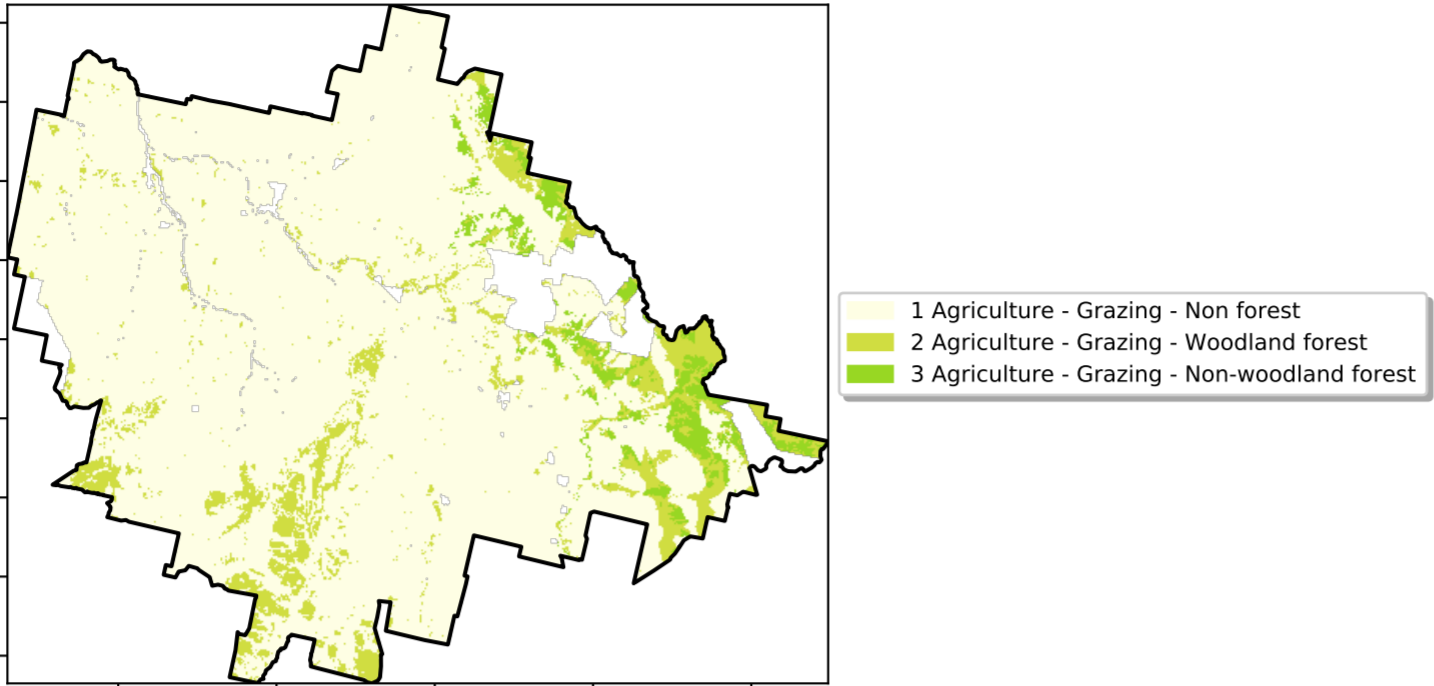 1 Agriculture - Grazing - Non forest
2 Agriculture - Grazing - Woodland forest
3 Agriculture - Grazing - Non-woodland forest